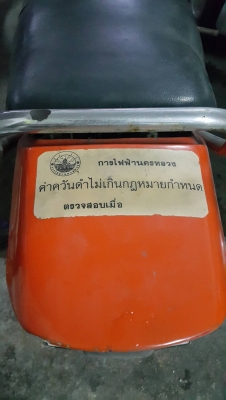 การไฟฟ้านครหลวง
ค่าควันดำไม่เกินกฎหมายกำหนด
ตรวจสอบเมื่อ